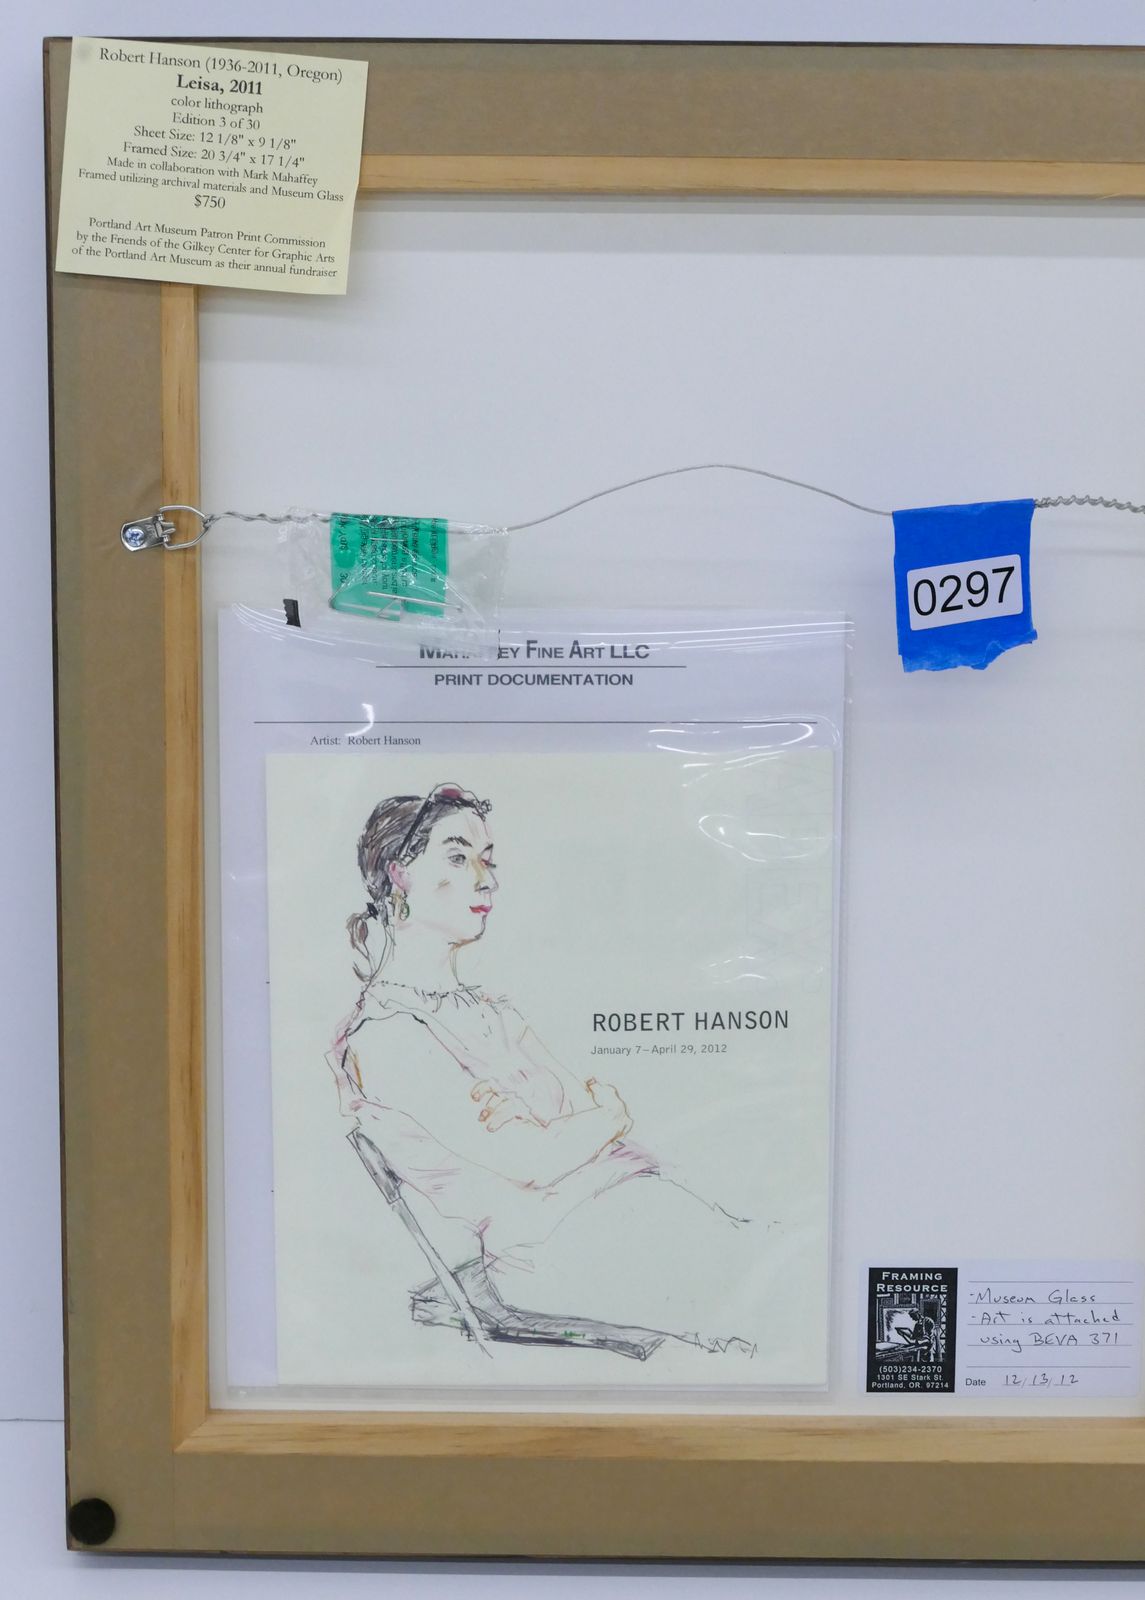 Robert Hanson (1936-2011, Oregon)
Leisa, 2011
color lithograph
Edition 3 of 30
Sheet Size: 12 1/8" x 9 1/8"
Framed Size: 20 3/4" x 17 1/4"
Made in collaboration with Mark Mahaffey
Framed utilizing archival materials and Museum Glass
$750
Portland Art Museum Patron Print Commission
by the Friends of the Gilkey Center for Graphic Arts
of the Portland Art Museum as their annual fundraiser
0297
FINE ART LLC
PRINT DOCUMENTATION
Artist: Robert Hanson
ROBERT HANSON
January 7–April 29, 2012
FRAMING
RESOURCE
(503)234-2370
1301 SE Stark St.
Portland, OR. 97214
-Museum Glass
-Art is attached
using BEVA 371
Date 12/13/12